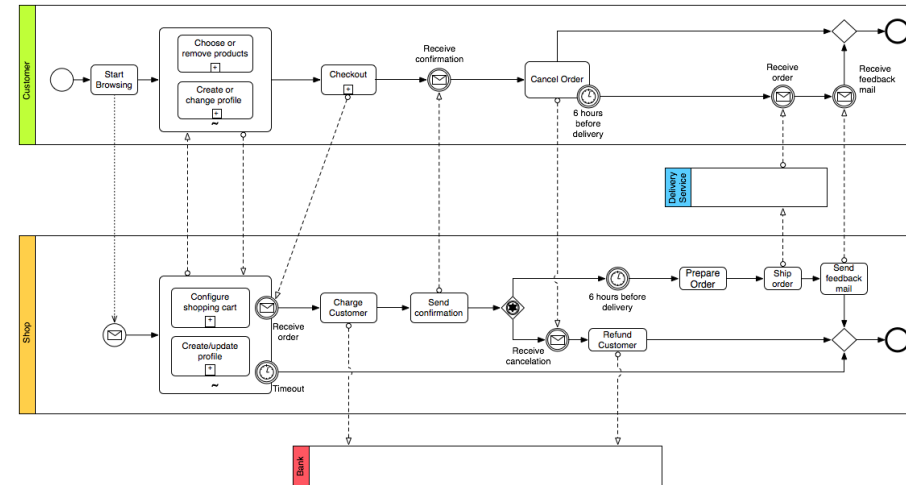 Customer
Start
Browsing
Choose or
remove products
Create or
change profile
~
Checkout
Receive
confirmation
Cancel Order
6 hours
before
delivery
Receive
order
Receive
feedback
mail
Delivery
Service
Shop
Configure
shopping cart
Create/update
profile
~
Receive
order
Timeout
Charge
Customer
Send
confirmation
6 hours before
delivery
Receive
cancelation
Refund
Customer
Prepare
Order
Ship
order
Send
feedback
mail
Bank